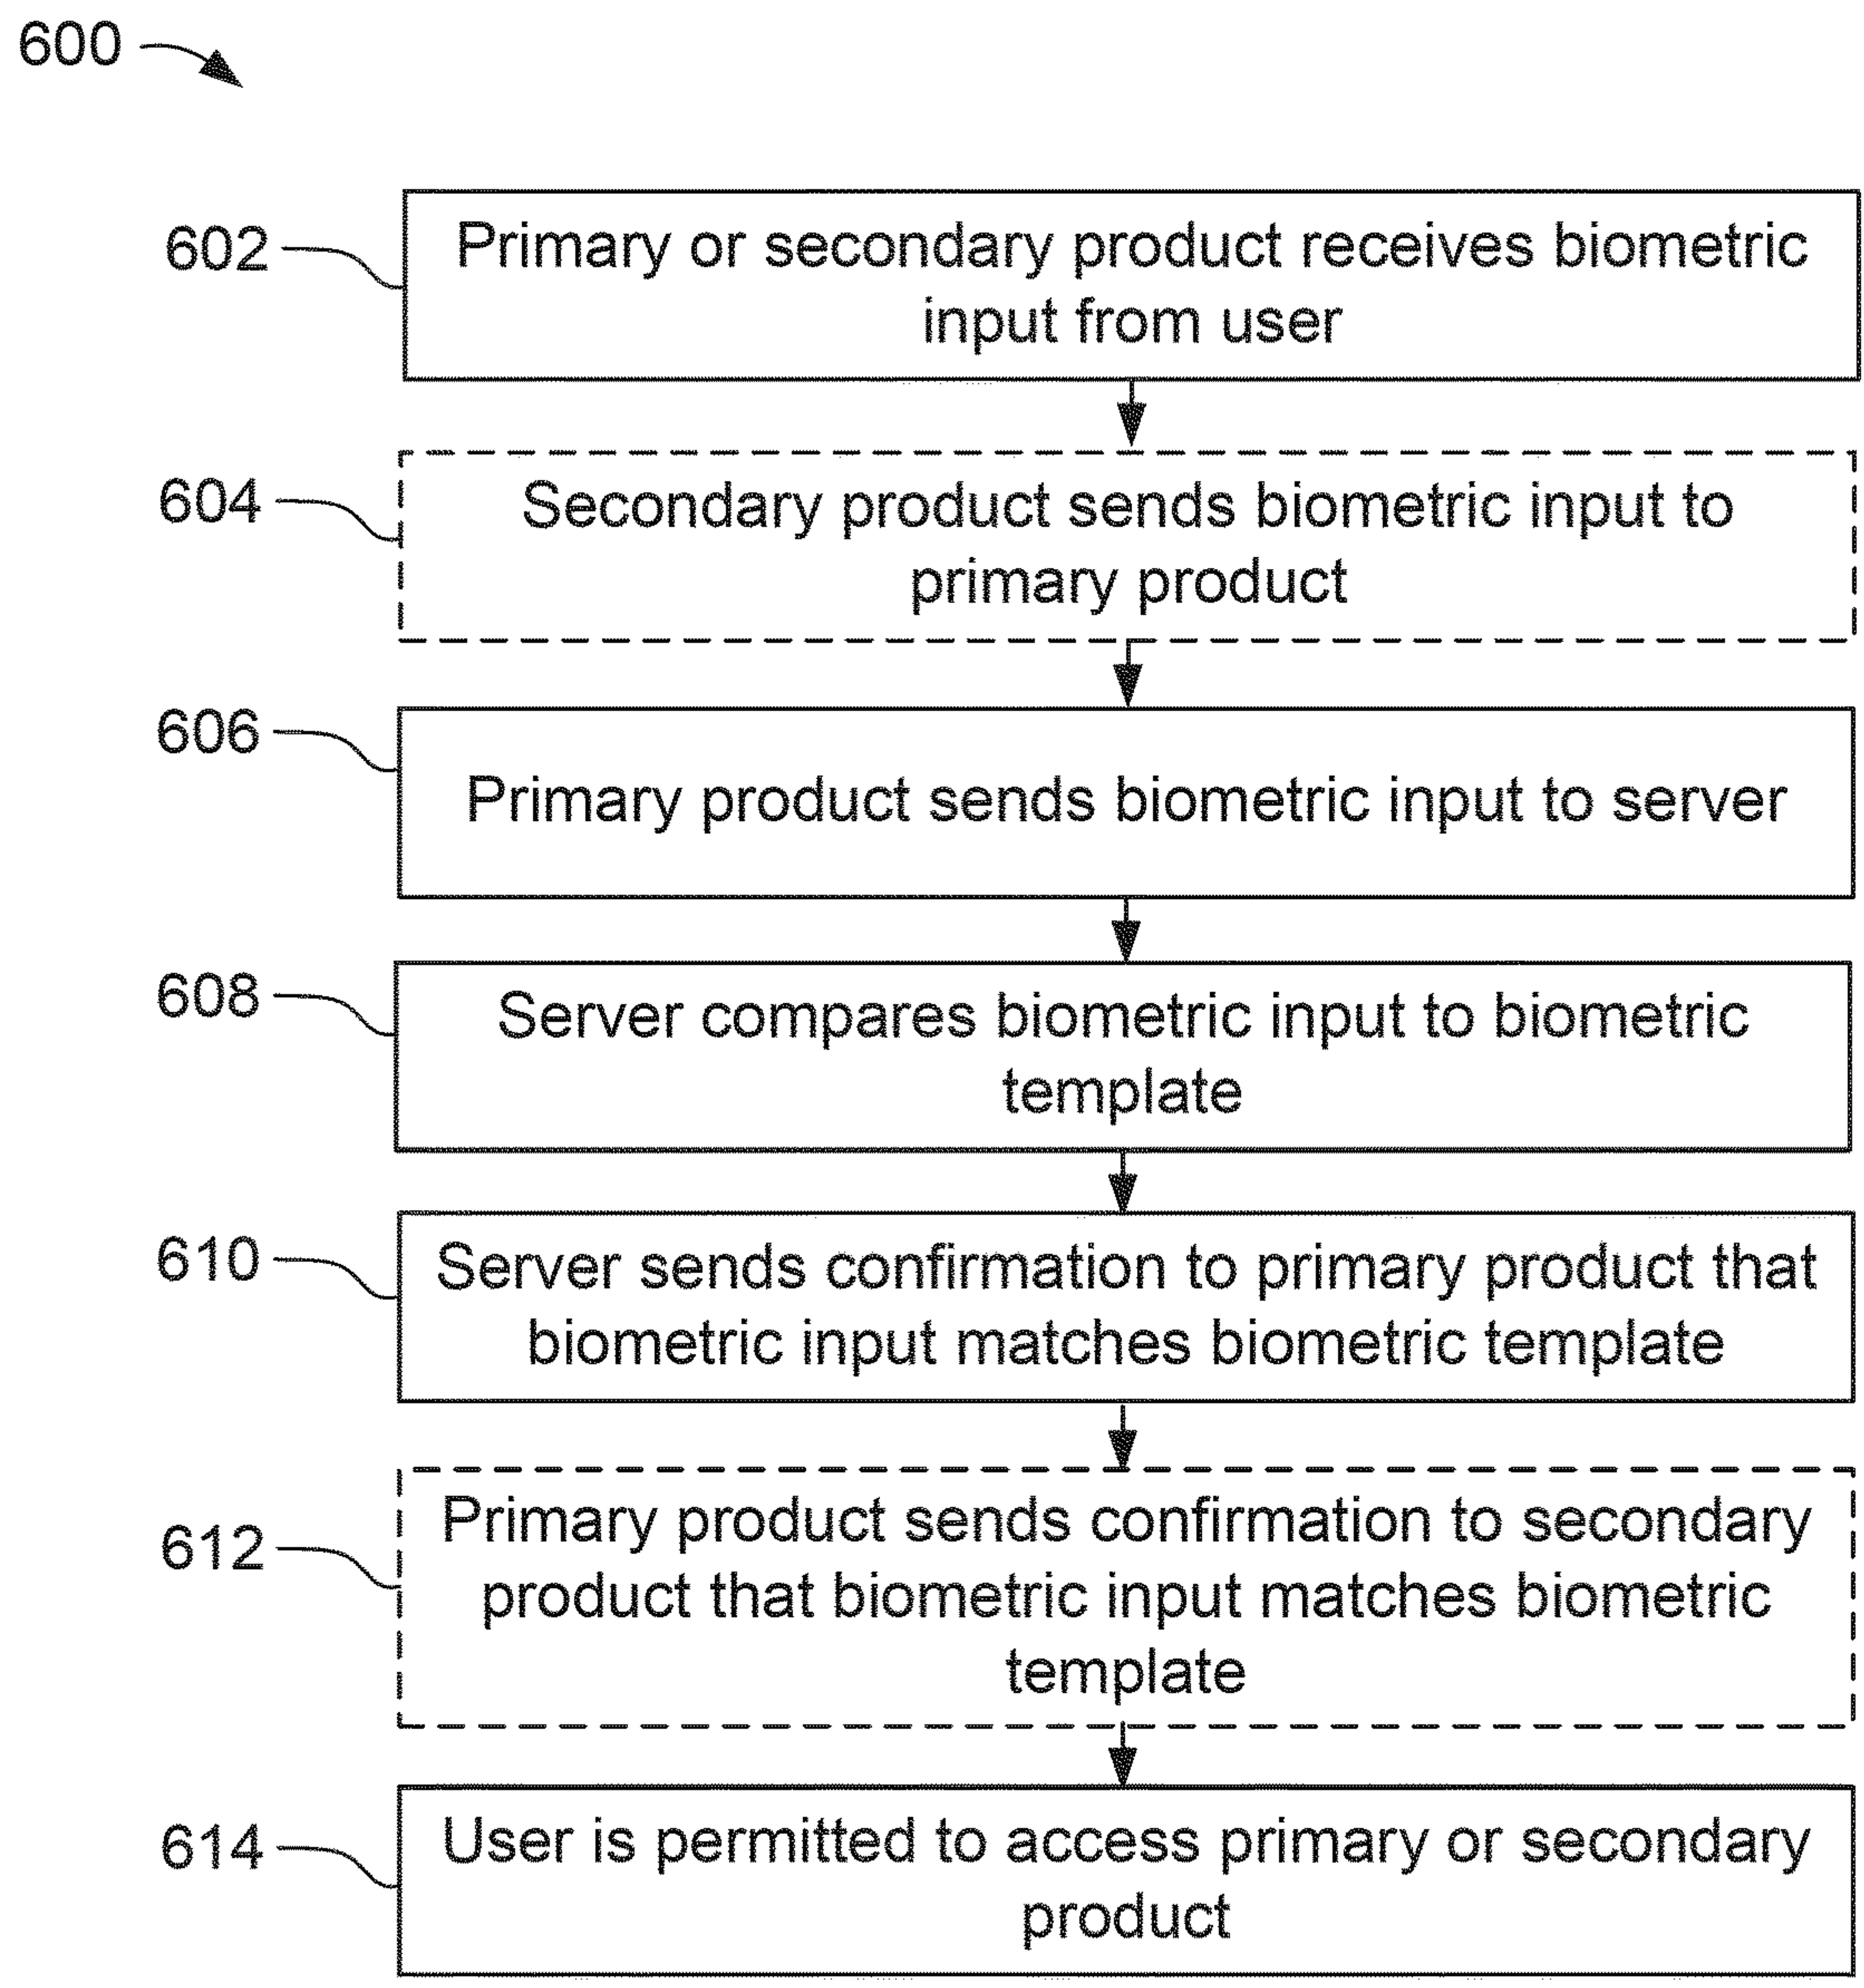 600
602
Primary or secondary product receives biometric
input from user
604
Secondary product sends biometric input to
primary product
606
Primary product sends biometric input to server
608
Server compares biometric input to biometric
template
610
Server sends confirmation to primary product that
biometric input matches biometric template
612
Primary product sends confirmation to secondary
product that biometric input matches biometric
template
614
User is permitted to access primary or secondary
product